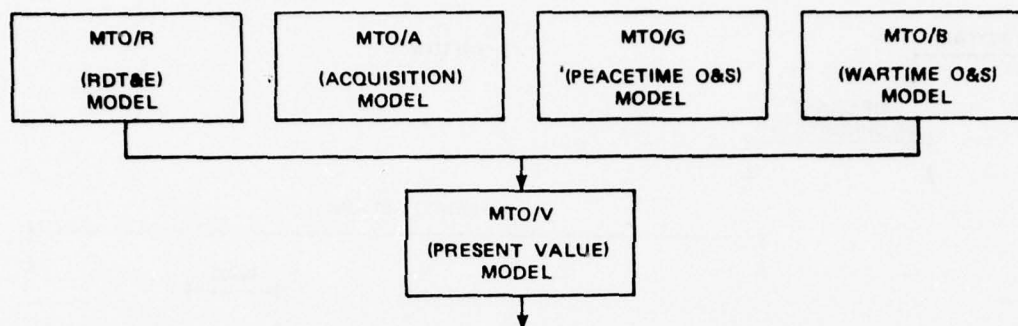 MTO/R
(RDT&E)
MODEL
MTO/A
(ACQUISITION)
MODEL
MTO/G
'(PEACETIME O&S)
MODEL
MTO/B
(WARTIME O&S)
MODEL
MTO/V
(PRESENT VALUE)
MODEL